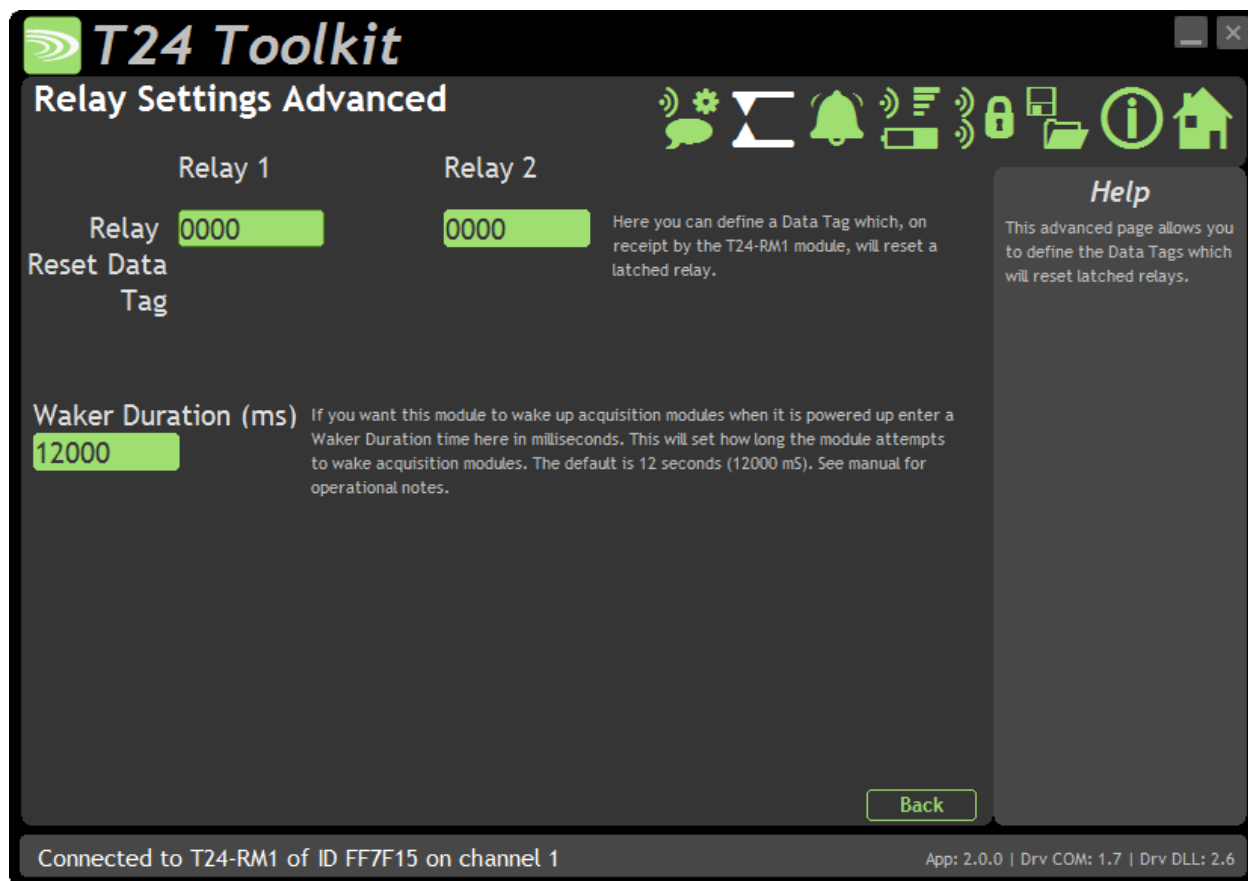 T24 Toolkit
Relay Settings Advanced
Relay 1
Relay 2
Relay
Reset Data
Tag
0000
0000
Here you can define a Data Tag which, on
receipt by the T24-RM1 module, will reset a
latched relay.
Waker Duration (ms)
12000
If you want this module to wake up acquisition modules when it is powered up enter a
Waker Duration time here in milliseconds. This will set how long the module attempts
to wake acquisition modules. The default is 12 seconds (12000 mS). See manual for
operational notes.
Help
This advanced page allows you
to define the Data Tags which
will reset latched relays.
Back
Connected to T24-RM1 of ID FF7F15 on channel 1
App: 2.0.0 | Drv COM: 1.7 | Drv DLL: 2.6